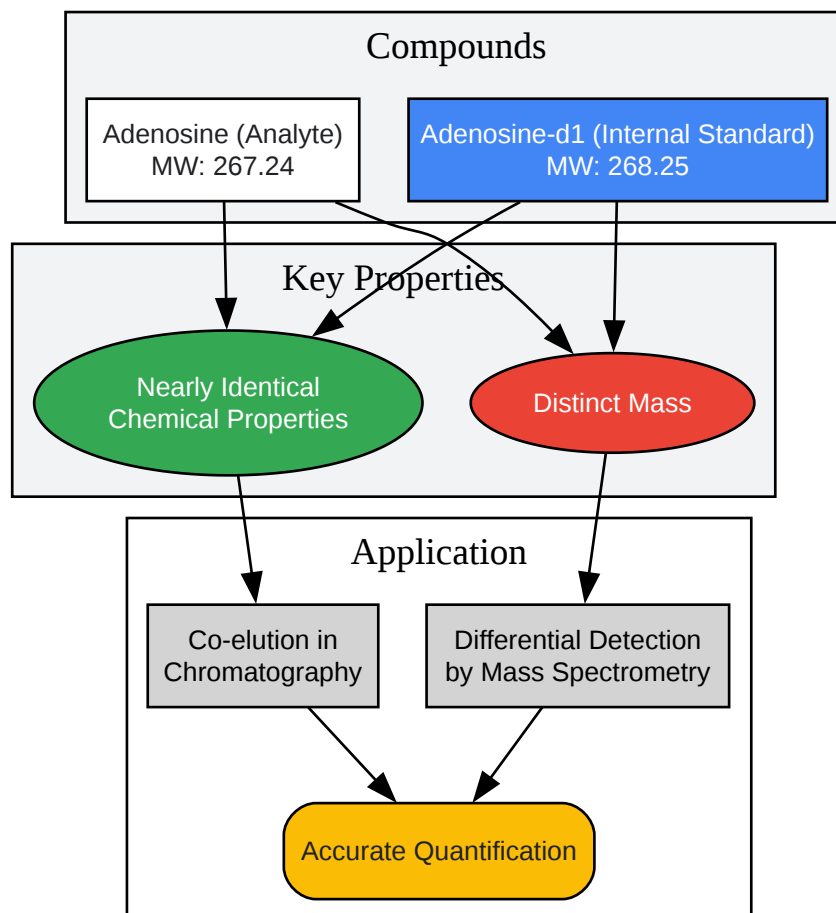 Compounds
Adenosine (Analyte)
MW: 267.24
Adenosine-d1 (Internal Standard)
MW: 268.25
Key Properties
Nearly Identical
Chemical Properties
Distinct Mass
Application
Co-elution in
Chromatography
Differential Detection
by Mass Spectrometry
Accurate Quantification